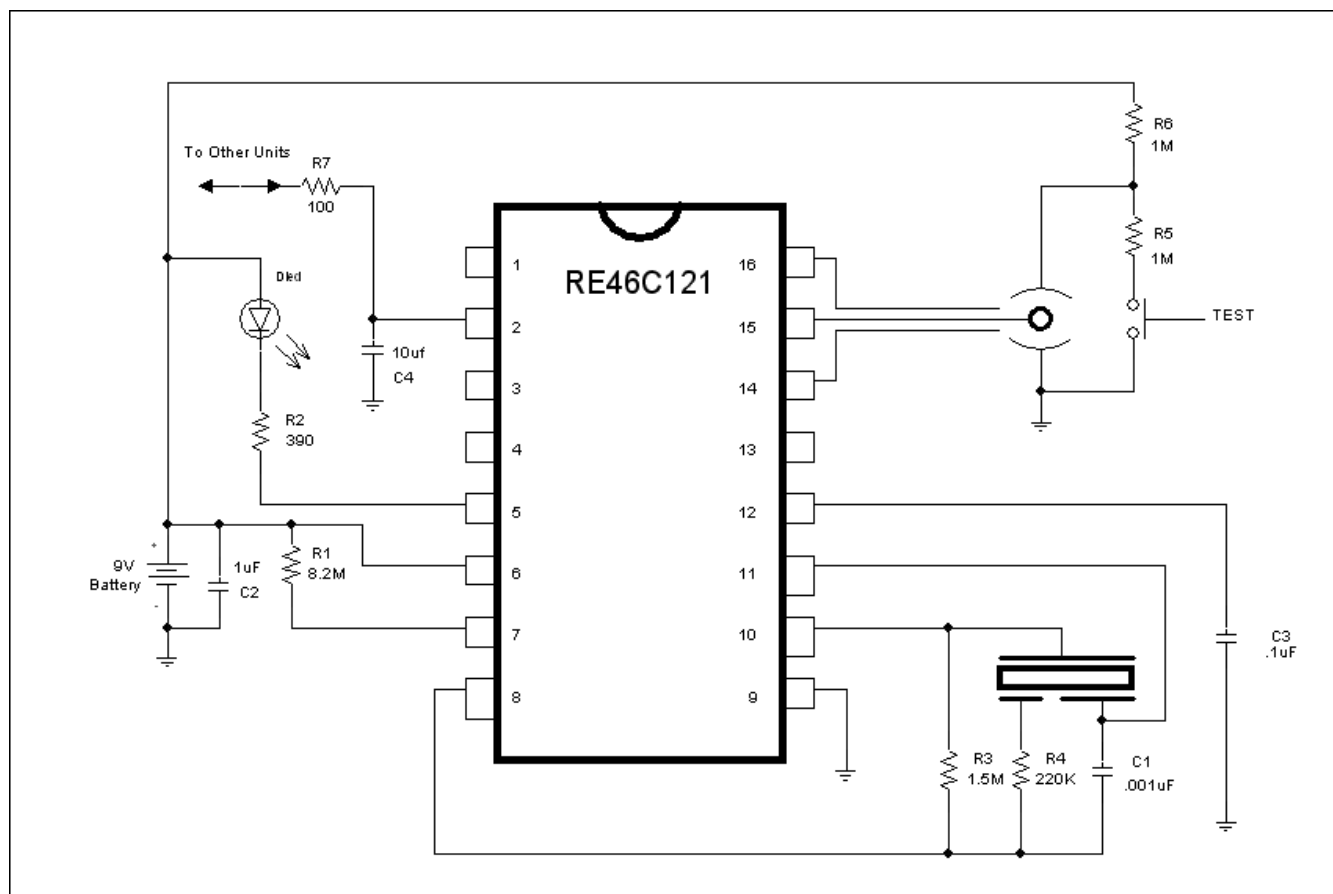 To Other Units
R7
100
R6
1M
R5
1M
TEST
RE46C121
1
2
3
4
5
6
7
8
16
15
14
13
12
11
10
9
Dled
10uf
C4
R2
390
+
9V
Battery
-
1uF
C2
R1
8.2M
C3
.1uF
R3
1.5M
R4
220K
C1
.001uF